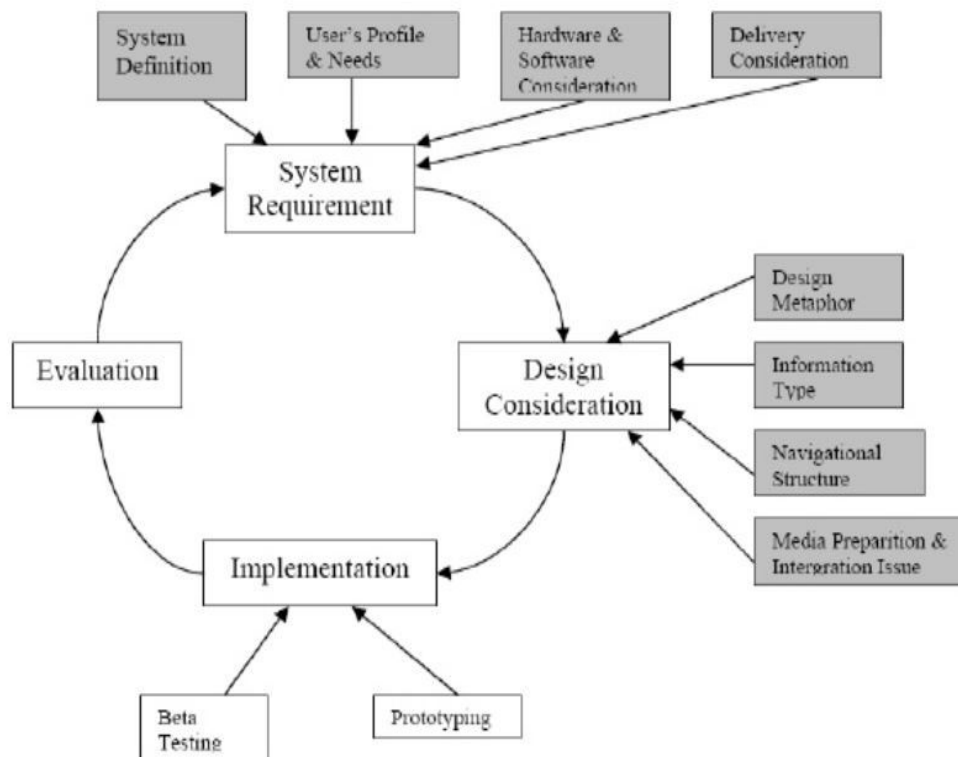 System
Definition
User's Profile
& Needs
Hardware &
Software
Consideration
Delivery
Consideration
System
Requirement
Design
Metaphor
Evaluation
Design
Consideration
Information
Type
Navigational
Structure
Media Preparition &
Intergration Issue
Implementation
Beta
Testing
Prototyping